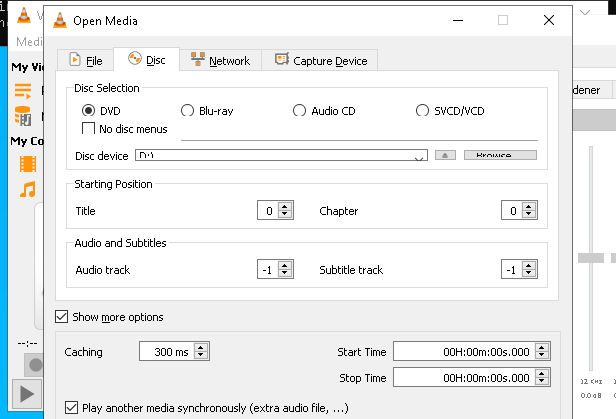 Open Media
Medi
File
Disc
Network
Capture Device
My Vi
dener
Disc Selection
DVD
Blu-ray
Audio CD
SVCD/VCD
No disc menus
My Co
Disc device
D:\
Browse...
Starting Position
Title
0
Chapter
0
Audio and Subtitles
Audio track
-1
Subtitle track
-1
Show more options
--:--
Caching
300 ms
Start Time
00H:00m:00s.000
Stop Time
00H:00m:00s.000
12 KHz
0.0 dB
Play another media synchronously (extra audio file, ...)